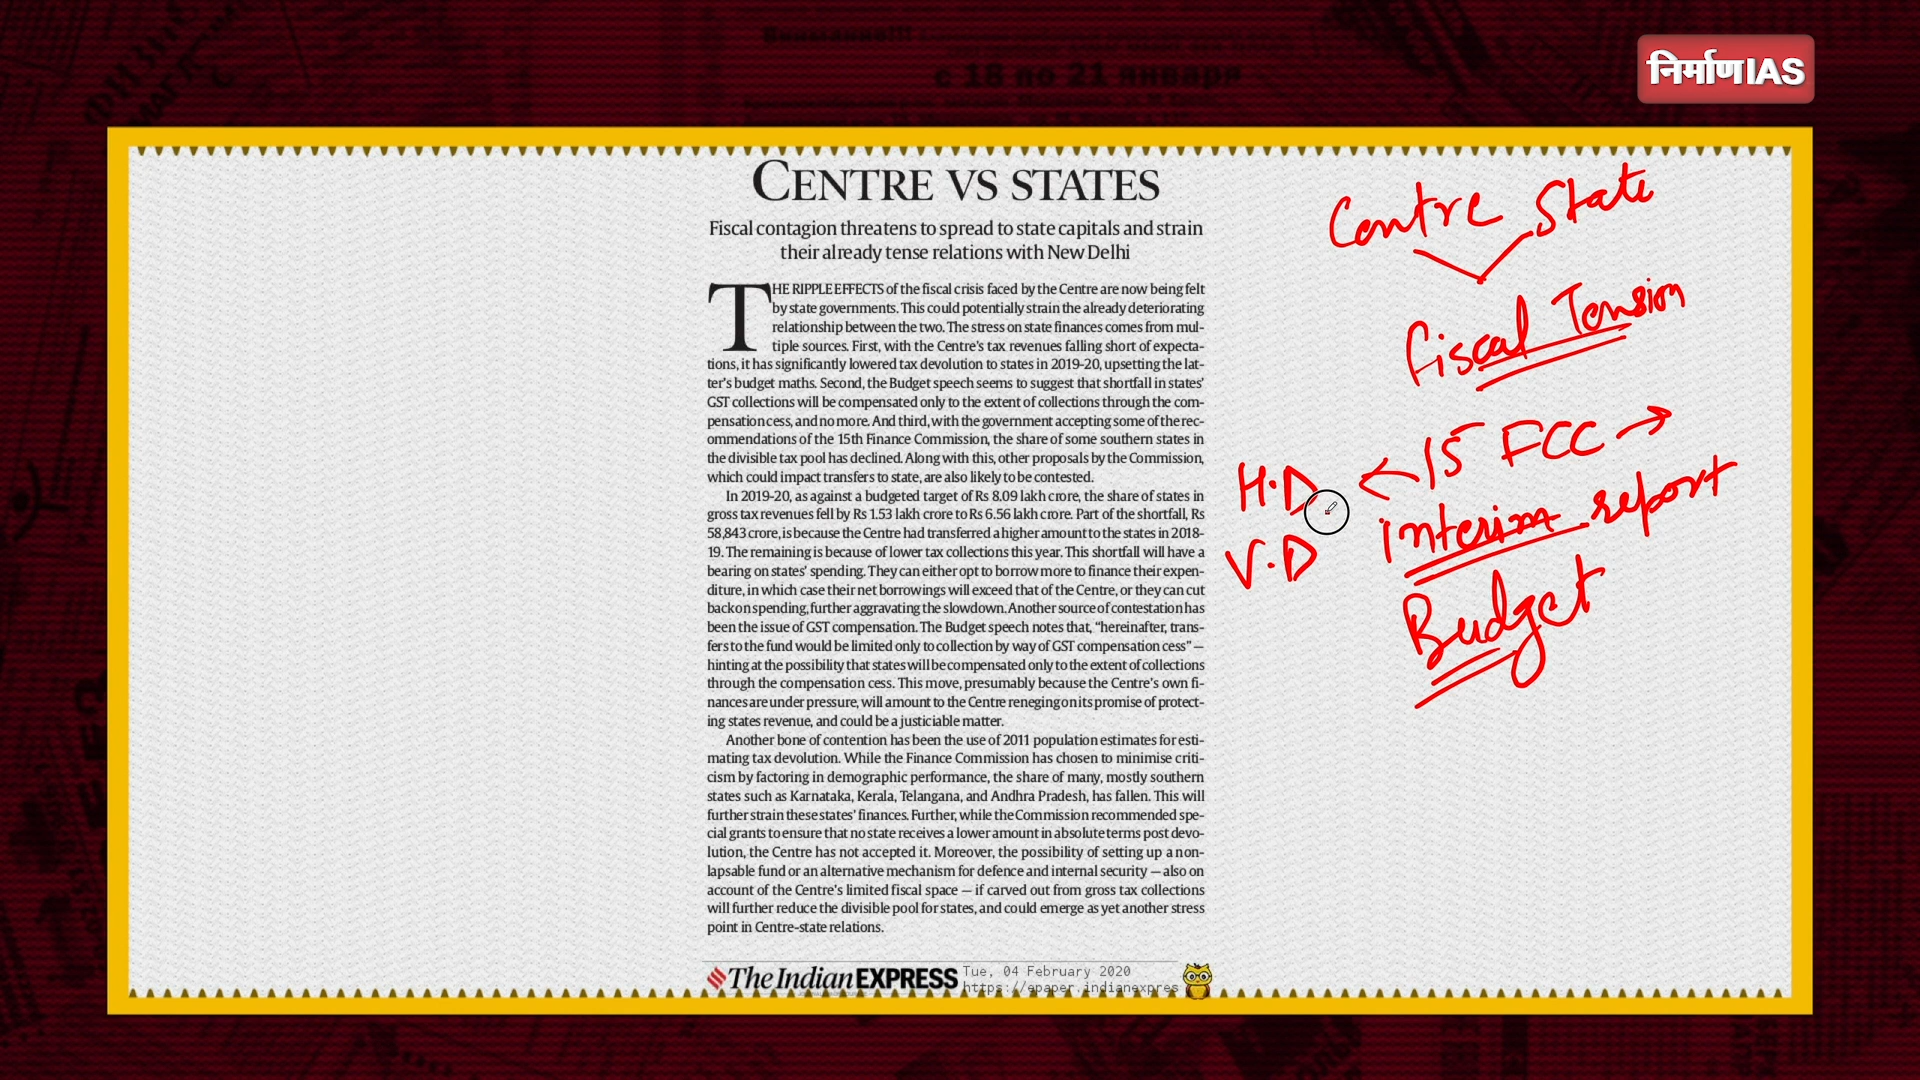 निर्माण IAS
CENTRE VS STATES
Fiscal contagion threatens to spread to state capitals and strain
their already tense relations with New Delhi
THE RIPPLE EFFECTS of the fiscal crisis faced by the Centre are now being felt
by state governments. This could potentially strain the already deteriorating
relationship between the two. The stress on state finances comes from mul-
tiple sources. First, with the Centre's tax revenues falling short of expecta-
tions, it has significantly lowered tax devolution to states in 2019-20, upsetting the lat-
ter's budget maths. Second, the Budget speech seems to suggest that shortfall in states'
GST collections will be compensated only to the extent of collections through the com-
pensation cess, and no more. And third, with the government accepting some of the rec-
ommendations of the 15th Finance Commission, the share of some southern states in
the divisible tax pool has declined. Along with this, other proposals by the Commission,
which could impact transfers to state, are also likely to be contested.
In 2019-20, as against a budgeted target of Rs 8.09 lakh crore, the share of states in
gross tax revenues fell by Rs 1.53 lakh crore to Rs 6.56 lakh crore. Part of the shortfall, Rs
58,843 crore, is because the Centre had transferred a higher amount to the states in 2018-
19. The remaining is because of lower tax collections this year. This shortfall will have a
bearing on states' spending. They can either opt to borrow more to finance their expen-
diture, in which case their net borrowings will exceed that of the Centre, or they can cut
back on spending, further aggravating the slowdown. Another source of contestation has
been the issue of GST compensation. The Budget speech notes that, "hereinafter, trans-
fers to the fund would be limited only to collection by way of GST compensation cess" —
hinting at the possibility that states will be compensated only to the extent of collections
through the compensation cess. This move, presumably because the Centre's own fi-
nances are under pressure, will amount to the Centre reneging on its promise of protect-
ing states revenue, and could be a justiciable matter.
Another bone of contention has been the use of 2011 population estimates for esti-
mating tax devolution. While the Finance Commission has chosen to minimise criti-
cism by factoring in demographic performance, the share of many, mostly southern
states such as Karnataka, Kerala, Telangana, and Andhra Pradesh, has fallen. This will
further strain these states' finances. Further, while the Commission recommended spe-
cial grants to ensure that no state receives a lower amount in absolute terms post devo-
lution, the Centre has not accepted it. Moreover, the possibility of setting up a non-
lapsable fund or an alternative mechanism for defence and internal security — also on
account of the Centre's limited fiscal space — if carved out from gross tax collections
will further reduce the divisible pool for states, and could emerge as yet another stress
point in Centre-state relations.
The Indian EXPRESS
Tue, 04 February 2020
https://epaper.indianexpres
Centre State
fiscal Tension
15 FCC
interim report
Budget
H.D
V.D
с 18 по 21 января